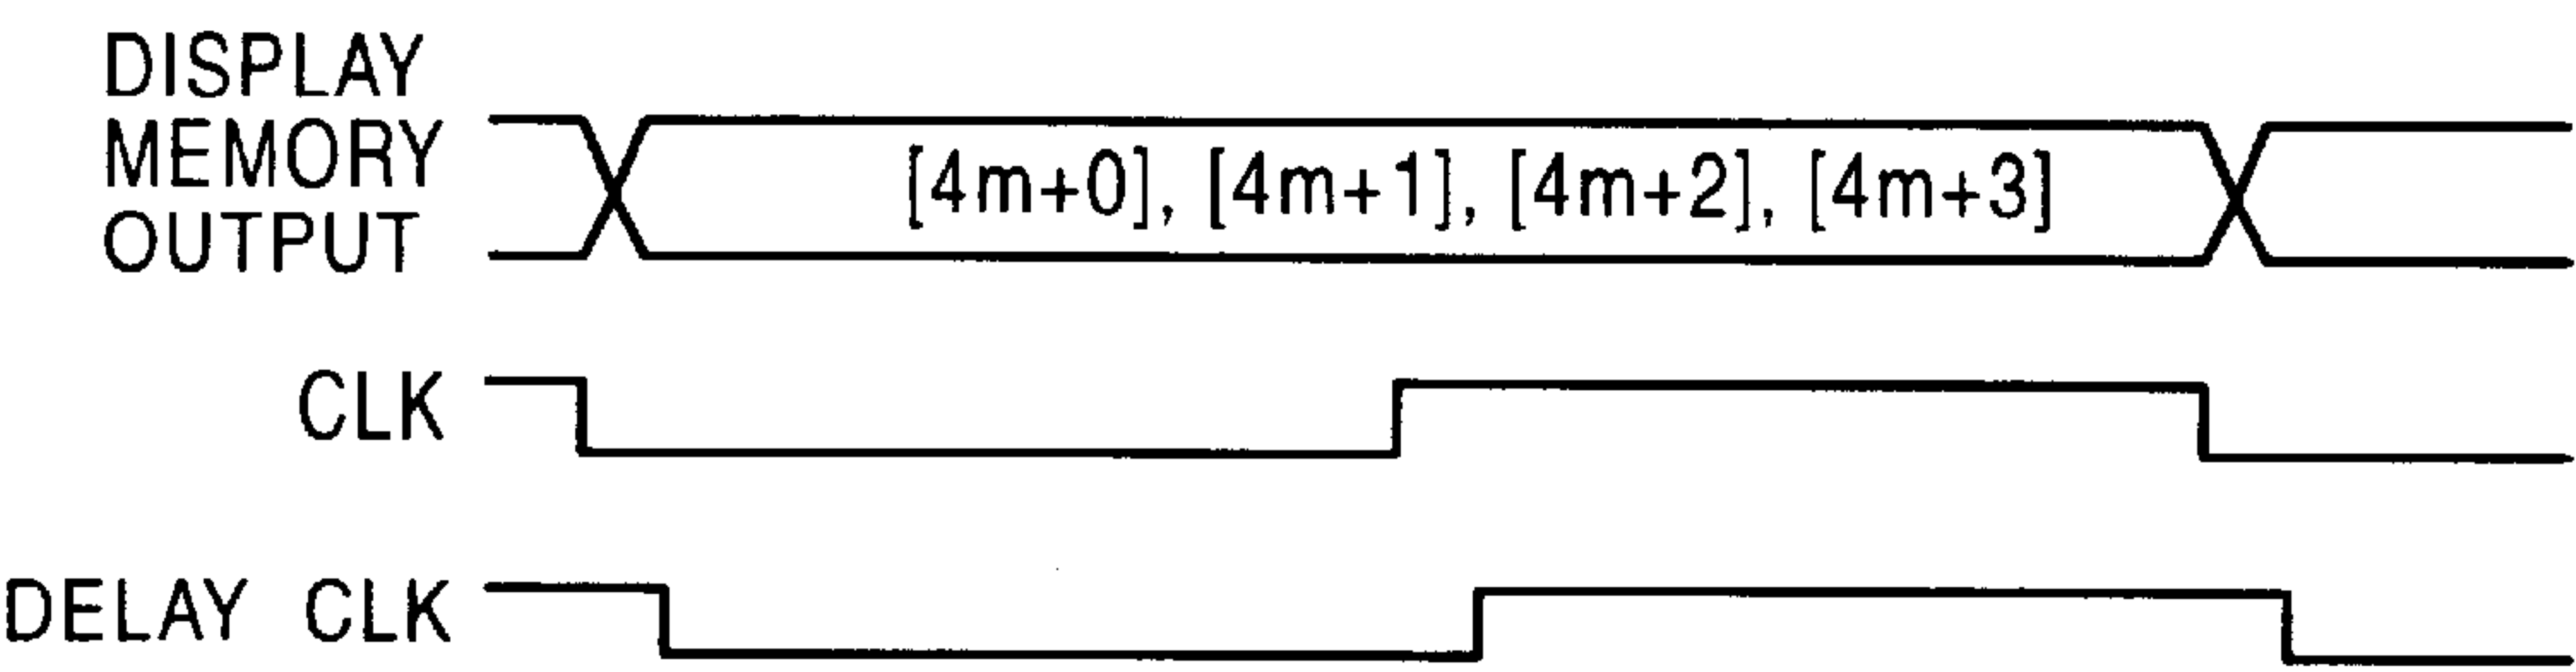 DISPLAY
MEMORY
OUTPUT
[4m+0], [4m+1], [4m+2], [4m+3]
CLK
DELAY CLK